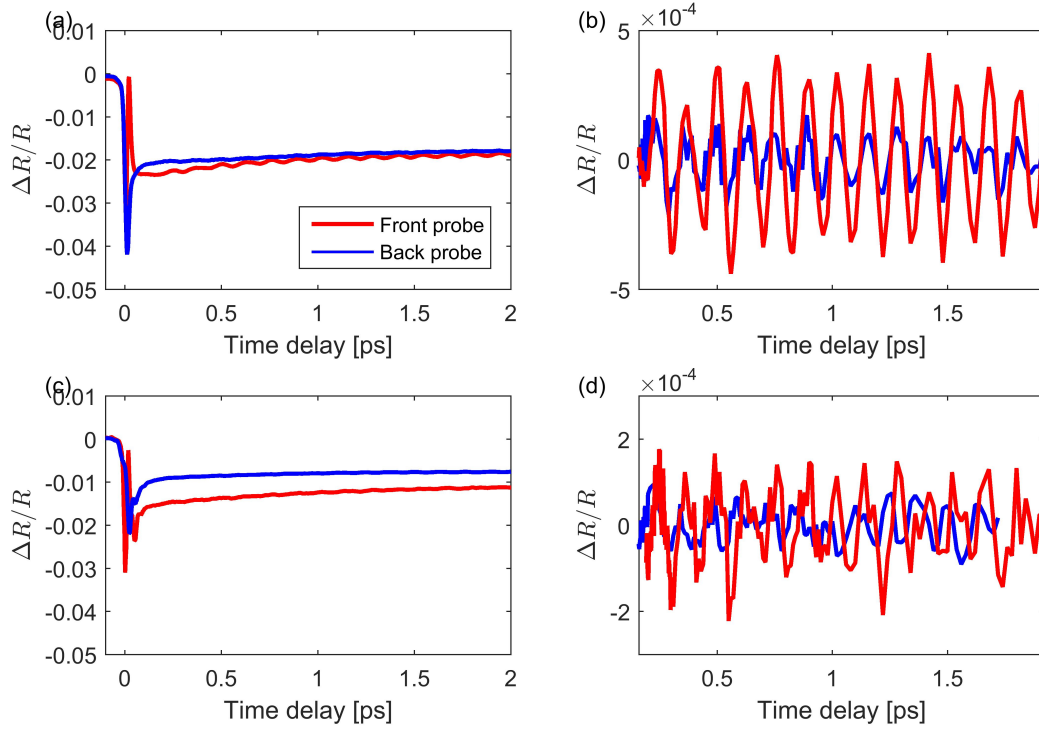 (a)
0.01
0
-0.01
-0.02
-0.03
-0.04
-0.05
ΔR/R
0
0.5
1
1.5
2
Time delay [ps]
Front probe
Back probe
(b)
×10⁻⁴
5
0
-5
ΔR/R
0.5
1
1.5
Time delay [ps]
(c)
0.01
0
-0.01
-0.02
-0.03
-0.04
-0.05
ΔR/R
0
0.5
1
1.5
2
Time delay [ps]
(d)
×10⁻⁴
2
0
-2
ΔR/R
0.5
1
1.5
Time delay [ps]